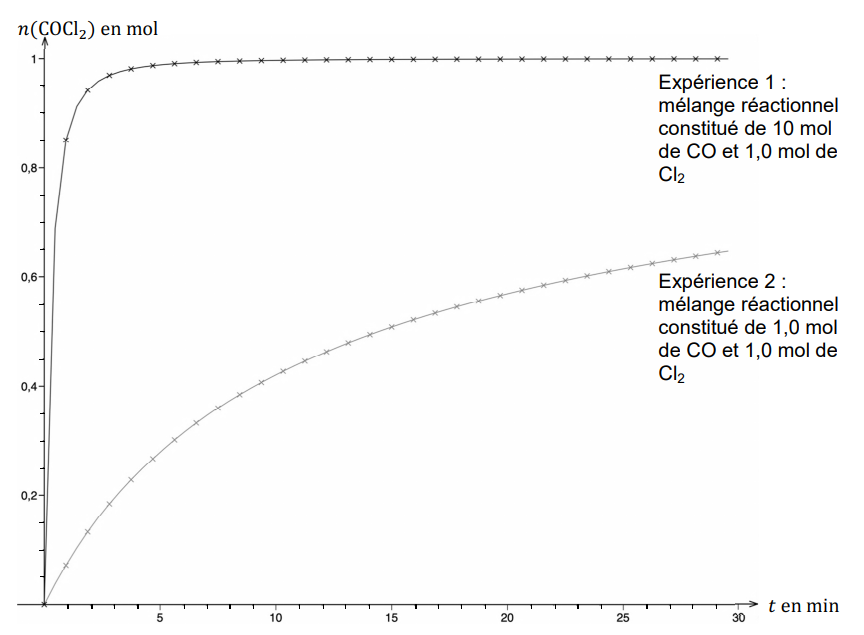 n(COCl₂) en mol
1
Expérience 1 :
mélange réactionnel
constitué de 10 mol
de CO et 1,0 mol de
Cl₂
0,8
0,6
Expérience 2 :
mélange réactionnel
constitué de 1,0 mol
de CO et 1,0 mol de
Cl₂
0,4
0,2
5 10 15 20 25 30
t en min